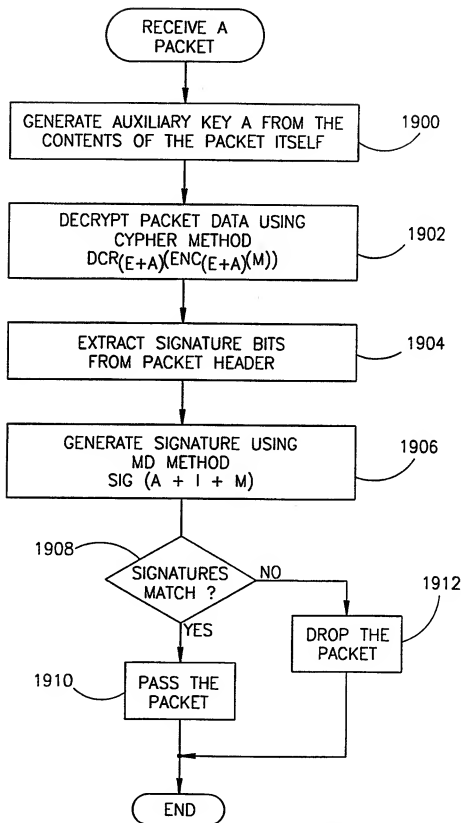 RECEIVE A
PACKET
GENERATE AUXILIARY KEY A FROM THE
CONTENTS OF THE PACKET ITSELF
1900
DECRYPT PACKET DATA USING
CYPHER METHOD
DCR(E+A)(ENC(E+A)(M))
1902
EXTRACT SIGNATURE BITS
FROM PACKET HEADER
1904
GENERATE SIGNATURE USING
MD METHOD
SIG (A + I + M)
1906
1908
SIGNATURES
MATCH ?
NO
YES
1912
DROP THE
PACKET
1910
PASS THE
PACKET
END